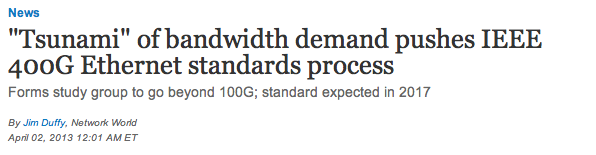 News
"Tsunami" of bandwidth demand pushes IEEE
400G Ethernet standards process
Forms study group to go beyond 100G; standard expected in 2017
By Jim Duffy, Network World
April 02, 2013 12:01 AM ET